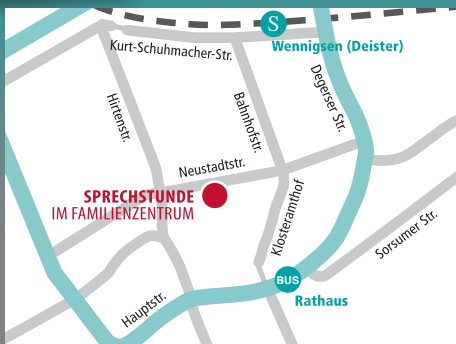 S
Kurt-Schuhmacher-Str.
Wennigsen (Deister)
Hirtenstr.
Bahnhofstr.
Degerser Str.
Neustadtstr.
SPRECHSTUNDE
IM FAMILIENZENTRUM
Klosteramthof
Sorsumer Str.
BUS
Rathaus
Hauptstr.